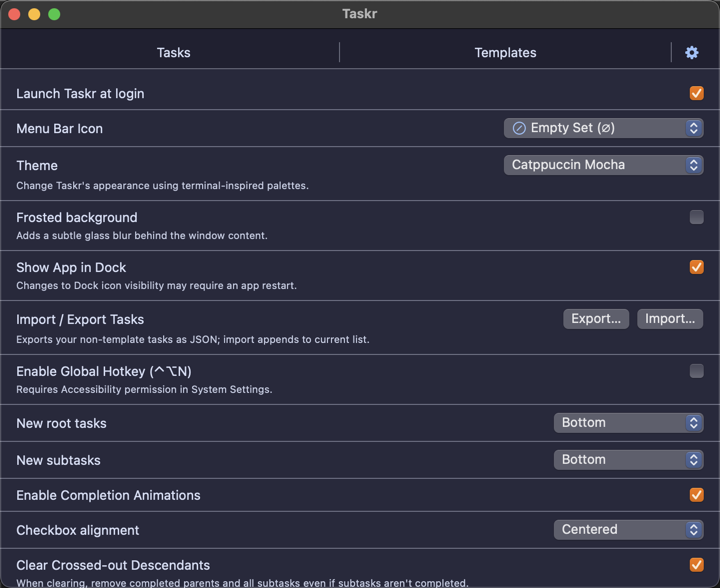 Taskr
Tasks
Templates
Launch Taskr at login
Menu Bar Icon
Empty Set (∅)
Theme
Catppuccin Mocha
Change Taskr's appearance using terminal-inspired palettes.
Frosted background
Adds a subtle glass blur behind the window content.
Show App in Dock
Changes to Dock icon visibility may require an app restart.
Import / Export Tasks
Export...
Import...
Exports your non-template tasks as JSON; import appends to current list.
Enable Global Hotkey (^⌥N)
Requires Accessibility permission in System Settings.
New root tasks
Bottom
New subtasks
Bottom
Enable Completion Animations
Checkbox alignment
Centered
Clear Crossed-out Descendants
When clearing, remove completed parents and all subtasks even if subtasks aren't completed.